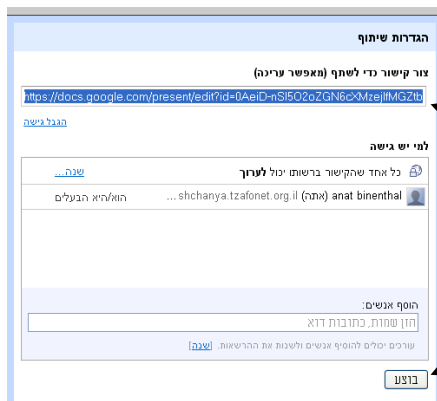 הגדרות שיתוף
צור קישור כדי לשתף (מאפשר עריכה)
https://docs.google.com/present/edit?id=0AeiD-nSI5O2oZGN6cXMzejlfMGZtb
הגבל גישה
למי יש גישה
כל אחד שהקישור ברשותו יכול לערוך שנה...
anat binenthal (אתה) shchanya.tzafonet.org.il ... הוא/היא הבעלים
הוסף אנשים:
הזן שמות, כתובות דוא
עורכים יכולים להוסיף אנשים ולשנות את ההרשאות. [שנה]
בוצע